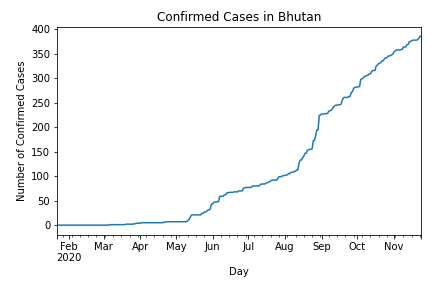 Confirmed Cases in Bhutan
400
350
300
250
200
150
100
50
0
Number of Confirmed Cases
Feb Mar Apr May Jun Jul Aug Sep Oct Nov
2020
Day